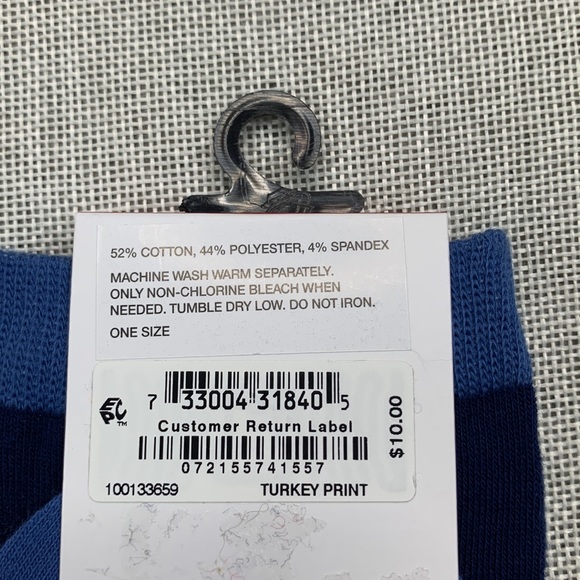 52% COTTON, 44% POLYESTER, 4% SPANDEX
MACHINE WASH WARM SEPARATELY.
ONLY NON-CHLORINE BLEACH WHEN
NEEDED. TUMBLE DRY LOW. DO NOT IRON.
ONE SIZE
7 33004 31840 5
EPC™
Customer Return Label
$10.00
072155741557
100133659 TURKEY PRINT